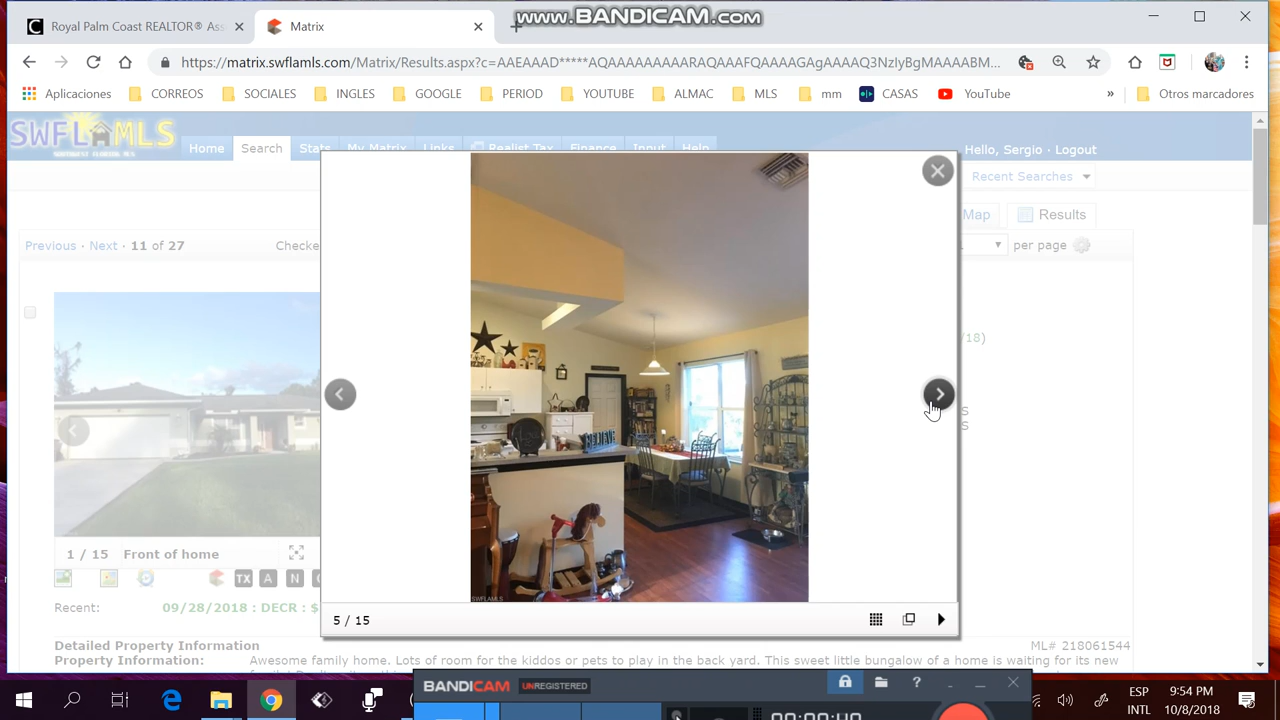 www.BANDICAM.com
Royal Palm Coast REALTOR® Ass
Matrix
https://matrix.swflamls.com/Matrix/Results.aspx?c=AAEAAAD*****AQAAAAAAAAARAQAAAFQAAAAGAgAAAAQ3NzIyBgMAAAABM...
Aplicaciones
CORREOS
SOCIALES
INGLES
GOOGLE
PERIOD
YOUTUBE
ALMAC
MLS
mm
CASAS
YouTube
»
Otros marcadores
SWFLAMLS
Home
Search
Stats
My Matrix
Links
Realist Tax
Finance
Input
Help
Hello, Sergio · Logout
Recent Searches
Map
Results
Previous · Next · 11 of 27
Checke
1
per page
/18)
S
S
BELIEVE
SWFLAMLS
1 / 15 Front of home
TX A N
5 / 15
Recent: 09/28/2018 : DECR : $
Detailed Property Information
ML# 218061544
Property Information: Awesome family home. Lots of room for the kiddos or pets to play in the back yard. This sweet little bungalow of a home is waiting for its new
BANDICAM UNREGISTERED
ESP
INTL
9:54 PM
10/8/2018